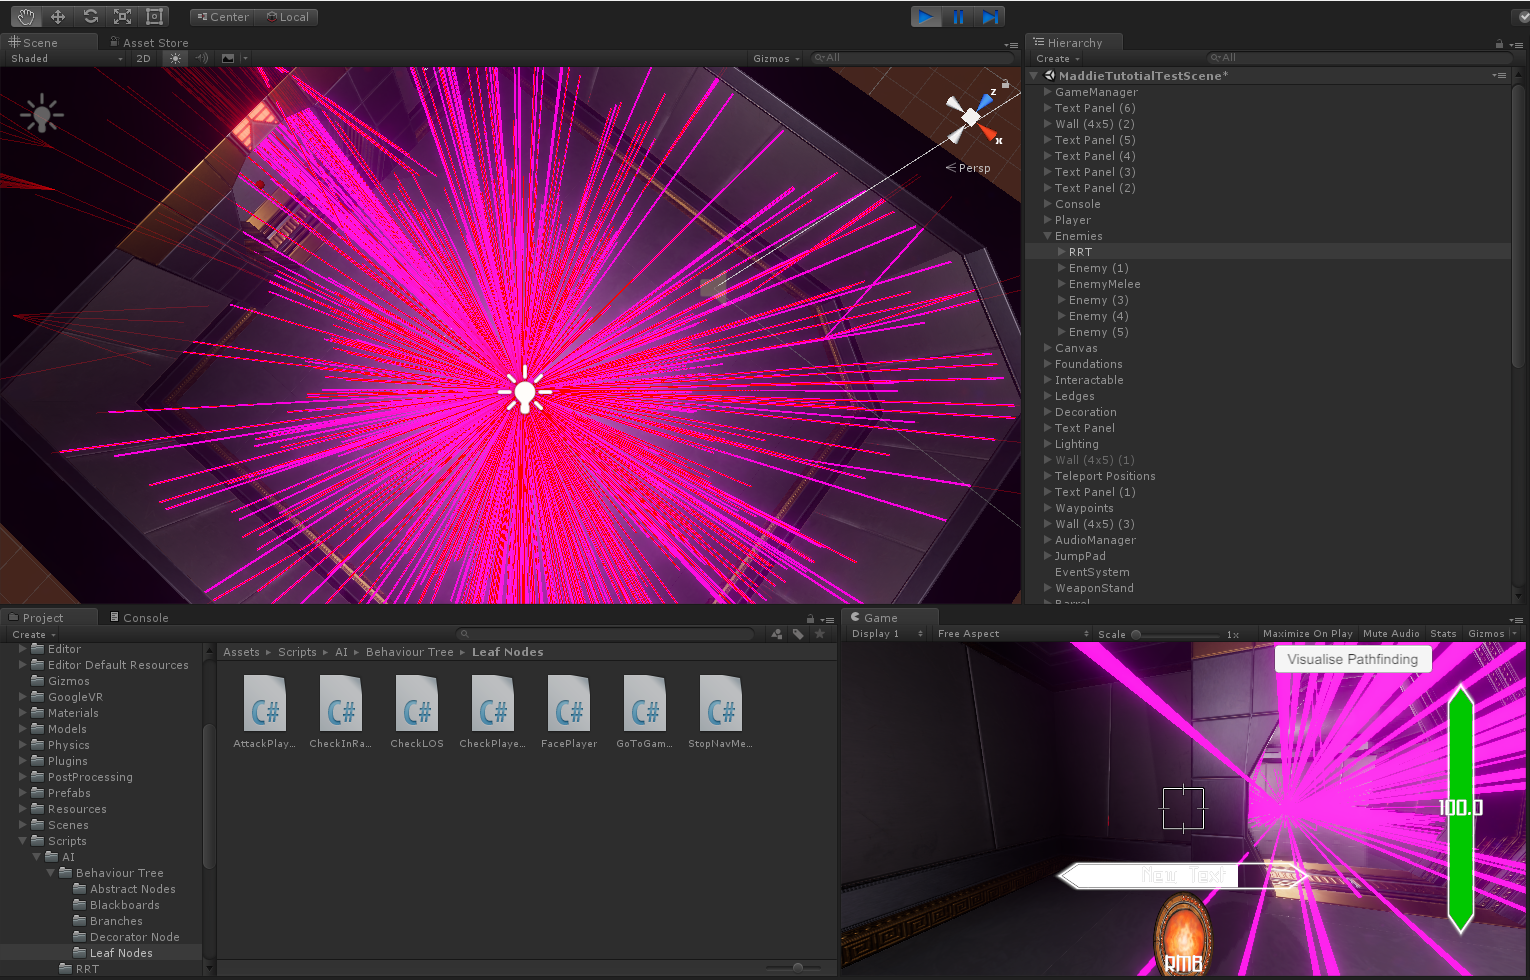 Center Local
Scene Asset Store
Shaded 2D Gizmos All
z
x
Persp
Hierarchy
Create All
MaddieTutotialTestScene*
GameManager
Text Panel (6)
Wall (4x5) (2)
Text Panel (5)
Text Panel (4)
Text Panel (3)
Text Panel (2)
Console
Player
Enemies
RRT
Enemy (1)
EnemyMelee
Enemy (3)
Enemy (4)
Enemy (5)
Canvas
Foundations
Interactable
Ledges
Decoration
Text Panel
Lighting
Wall (4x5) (1)
Teleport Positions
Text Panel (1)
Waypoints
Wall (4x5) (3)
AudioManager
JumpPad
EventSystem
WeaponStand
Barrel
Project Console
Create
Editor
Editor Default Resources
Gizmos
GoogleVR
Materials
Models
Physics
Plugins
PostProcessing
Prefabs
Resources
Scenes
Scripts
AI
Behaviour Tree
Abstract Nodes
Blackboards
Branches
Decorator Node
Leaf Nodes
RRT
Assets ▸ Scripts ▸ AI ▸ Behaviour Tree ▸ Leaf Nodes
C# C# C# C# C# C# C#
AttackPlay... CheckInRa... CheckLOS CheckPlaye... FacePlayer GoToGam... StopNavMe...
Game
Display 1 Free Aspect Scale 1x Maximize On Play Mute Audio Stats Gizmos
Visualise Pathfinding
100.0
New Text
RMB